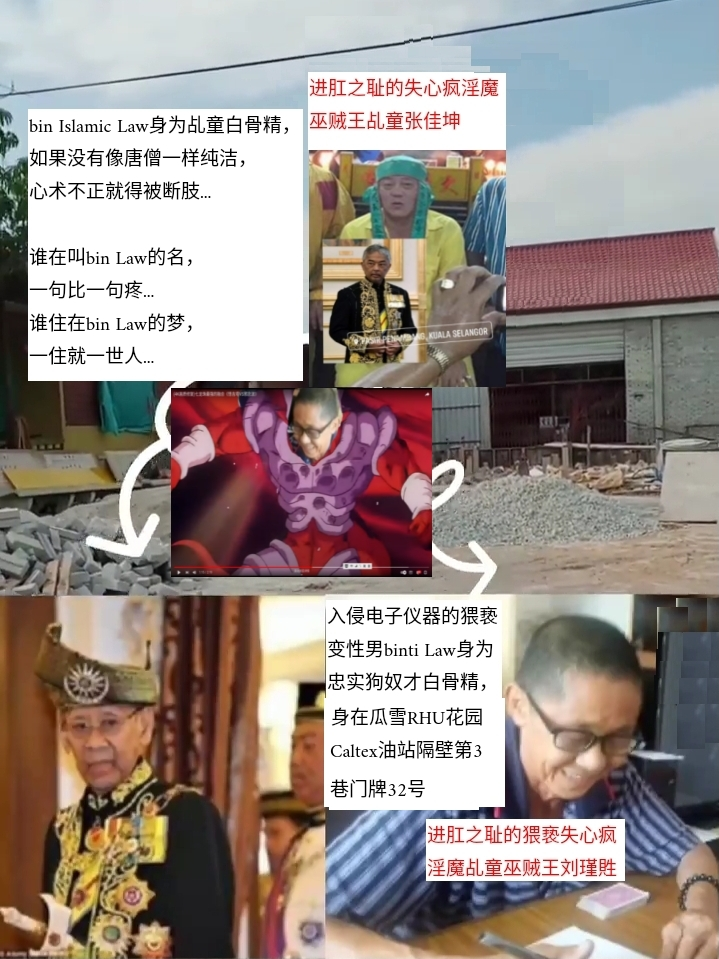 进肛之耻的失心疯淫魔
巫贼王乩童张佳坤
bin Islamic Law身为乩童白骨精，
如果没有像唐僧一样纯洁，
心术不正就得被断肢...
谁在叫bin Law的名，
一句比一句疼...
谁住在bin Law的梦，
一住就一世人...
PASIR PENAMBANG, KUALA SELANGOR
入侵电子仪器的猥亵
变性男binti Law身为
忠实狗奴才白骨精，
身在瓜雪RHU花园
Caltex油站隔壁第3
巷门牌32号
进肛之耻的猥亵失心疯
淫魔乩童巫贼王刘瑾甠